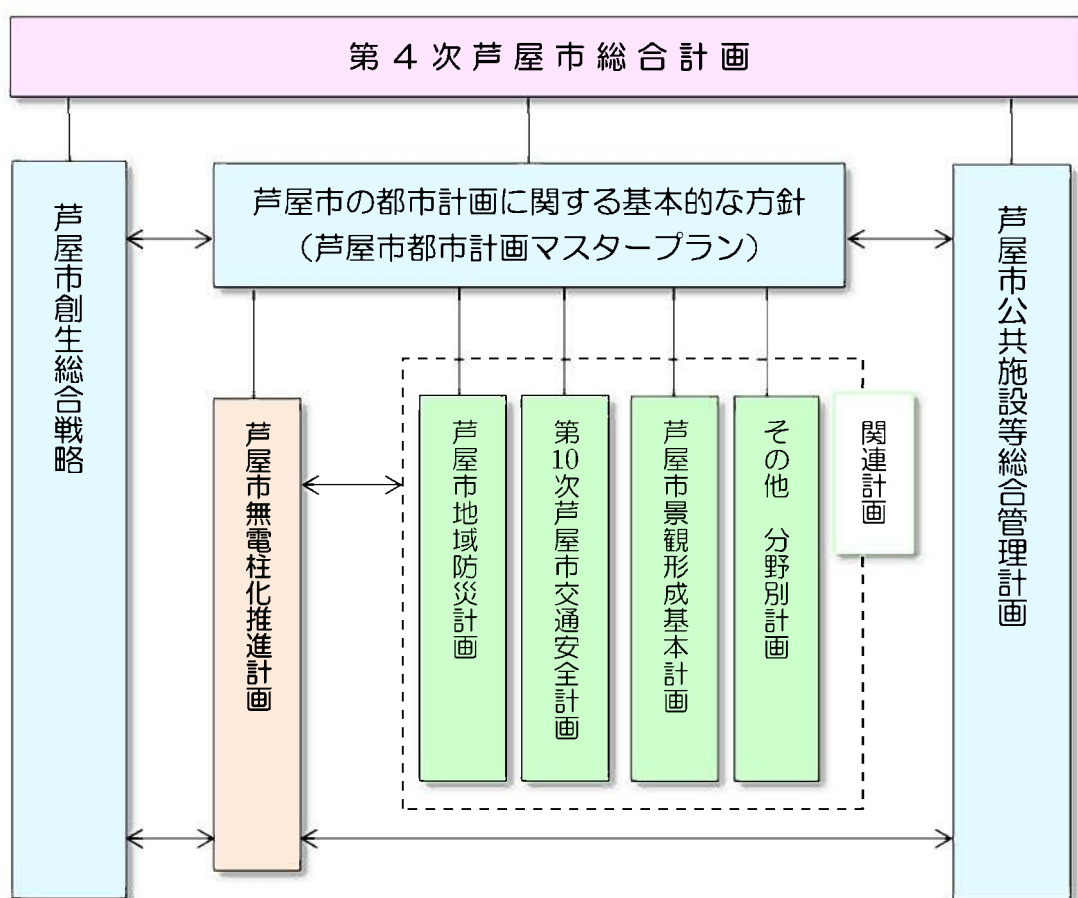 第４次芦屋市総合計画
芦屋市の都市計画に関する基本的な方針
（芦屋市都市計画マスタープラン）
芦屋市創生総合戦略
芦屋市無電柱化推進計画
芦屋市地域防災計画
第10次芦屋市交通安全計画
芦屋市景観形成基本計画
その他　分野別計画
関連計画
芦屋市公共施設等総合管理計画